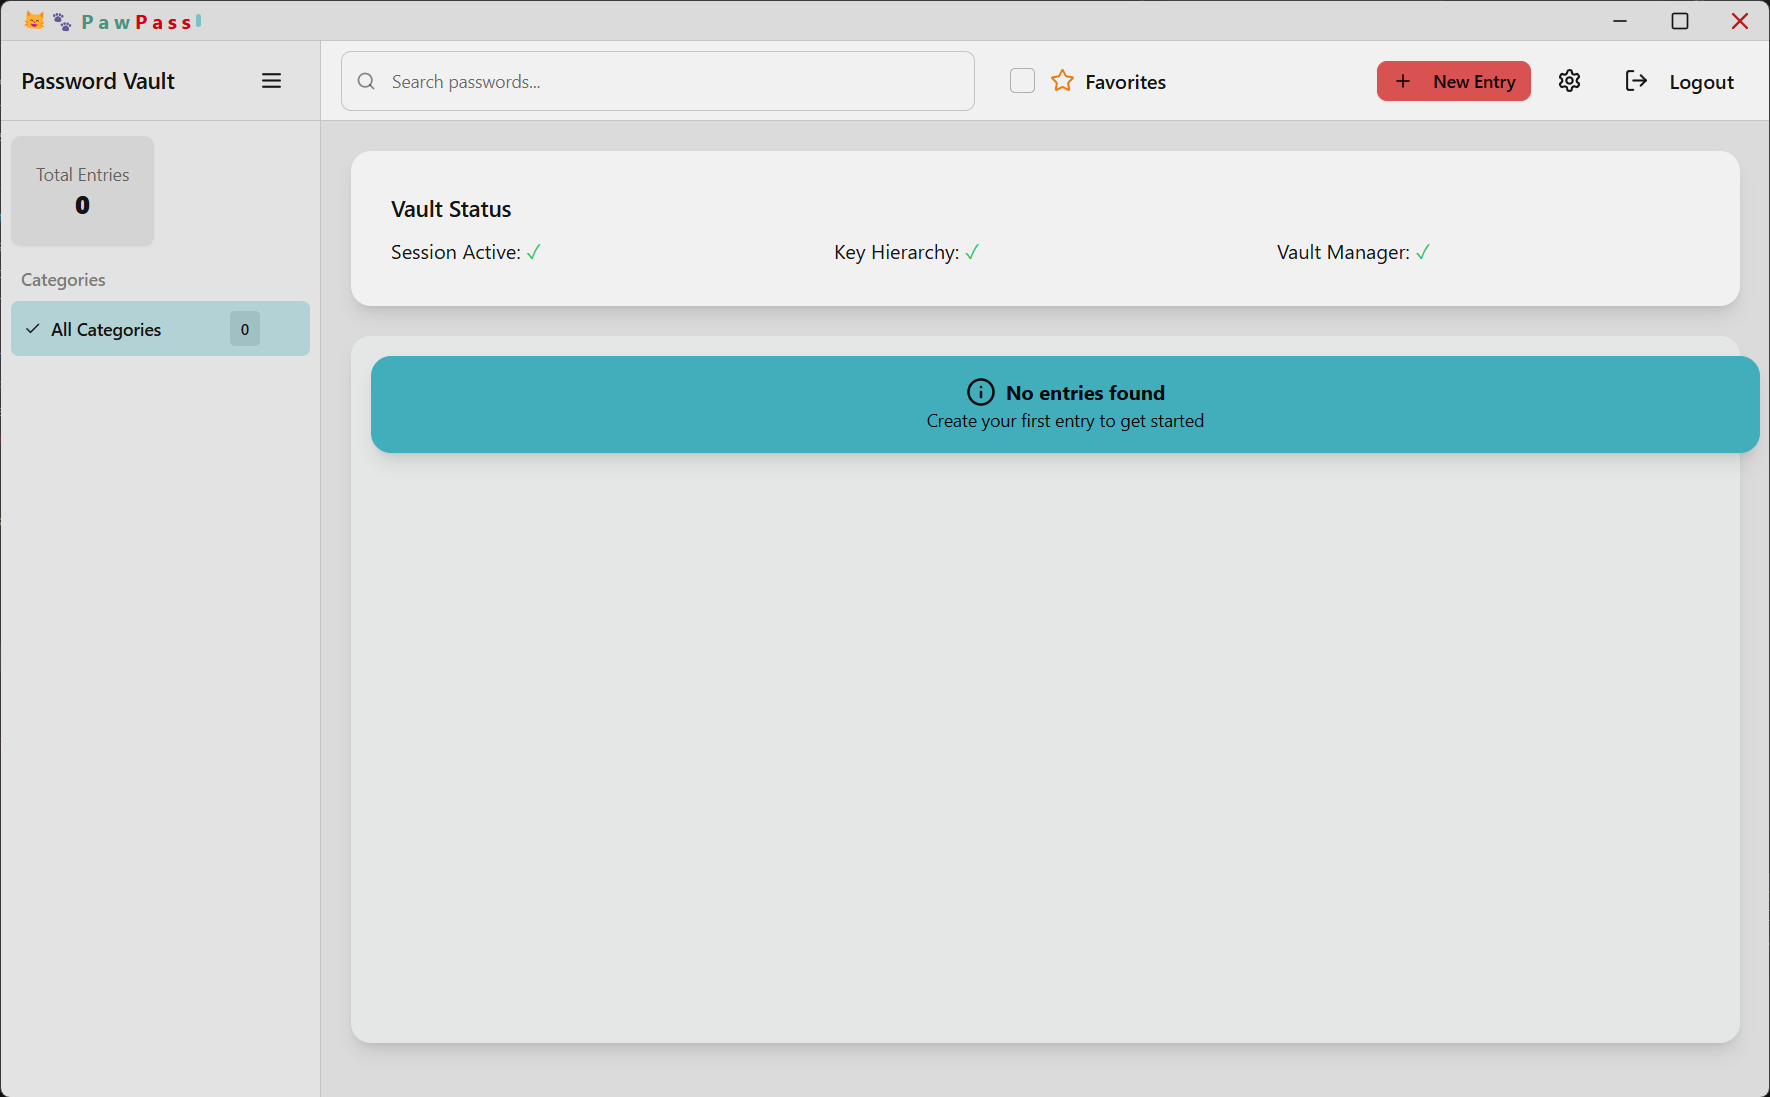 PawPass
Password Vault
Search passwords...
Favorites
New Entry
Logout
Total Entries
0
Categories
All Categories
0
Vault Status
Session Active: ✓
Key Hierarchy: ✓
Vault Manager: ✓
No entries found
Create your first entry to get started